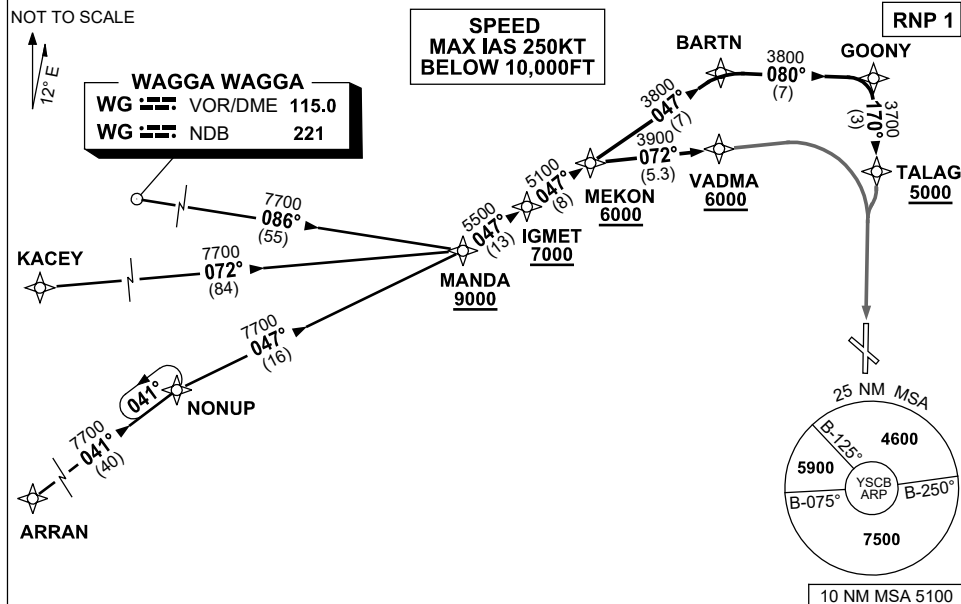 NOT TO SCALE
12° E
SPEED
MAX IAS 250KT
BELOW 10,000FT
RNP 1
WAGGA WAGGA
WG VOR/DME 115.0
WG NDB 221
BARTN
3800
080°
(7)
GOONY
3700
170°
(3)
TALAG
5000
3800
047°
(7)
3900
072°
(5.3)
VADMA
6000
MEKON
6000
5100
047°
(8)
IGMET
7000
5500
047°
(13)
MANDA
9000
7700
086°
(55)
KACEY
7700
072°
(84)
7700
047°
(16)
041°
NONUP
7700
041°
(40)
ARRAN
25 NM MSA
B-125°
4600
5900
YSCB
ARP
B-075°
B-250°
7500
10 NM MSA 5100